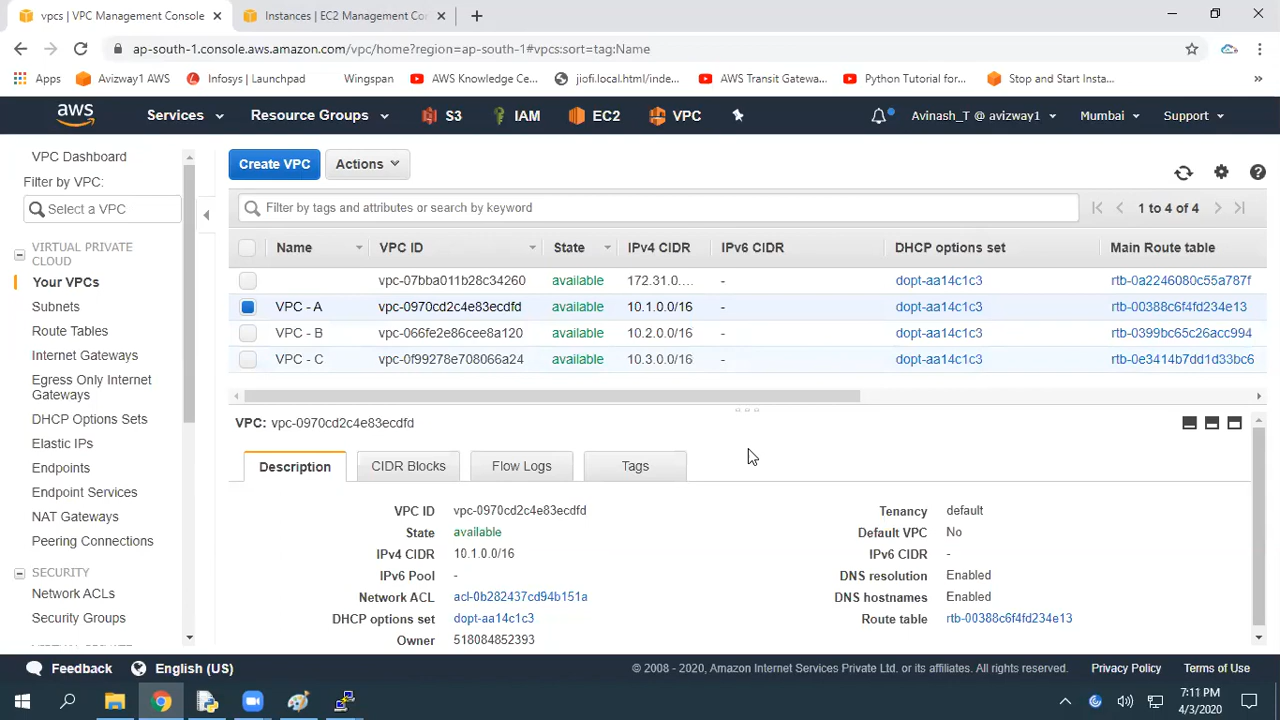 vpcs | VPC Management Console
Instances | EC2 Management Con
ap-south-1.console.aws.amazon.com/vpc/home?region=ap-south-1#vpcs:sort=tag:Name
Apps
Avizway1 AWS
Infosys | Launchpad
Wingspan
AWS Knowledge Ce...
jiofi.local.html/inde...
AWS Transit Gatewa...
Python Tutorial for...
Stop and Start Insta...
»
aws
Services
Resource Groups
S3
IAM
EC2
VPC
Avinash_T @ avizway1
Mumbai
Support
VPC Dashboard
Filter by VPC:
Select a VPC
VIRTUAL PRIVATE
CLOUD
Your VPCs
Subnets
Route Tables
Internet Gateways
Egress Only Internet
Gateways
DHCP Options Sets
Elastic IPs
Endpoints
Endpoint Services
NAT Gateways
Peering Connections
SECURITY
Network ACLs
Security Groups
Create VPC
Actions
Filter by tags and attributes or search by keyword
1 to 4 of 4
Name VPC ID State IPv4 CIDR IPv6 CIDR DHCP options set Main Route table
vpc-07bba011b28c34260 available 172.31.0.... - dopt-aa14c1c3 rtb-0a2246080c55a787f
VPC - A vpc-0970cd2c4e83ecdfd available 10.1.0.0/16 - dopt-aa14c1c3 rtb-00388c6f4fd234e13
VPC - B vpc-066fe2e86cee8a120 available 10.2.0.0/16 - dopt-aa14c1c3 rtb-0399bc65c26acc994
VPC - C vpc-0f99278e708066a24 available 10.3.0.0/16 - dopt-aa14c1c3 rtb-0e3414b7dd1d33bc6
VPC: vpc-0970cd2c4e83ecdfd
Description
CIDR Blocks
Flow Logs
Tags
VPC ID vpc-0970cd2c4e83ecdfd
State available
IPv4 CIDR 10.1.0.0/16
IPv6 Pool -
Network ACL acl-0b282437cd94b151a
DHCP options set dopt-aa14c1c3
Owner 518084852393
Tenancy default
Default VPC No
IPv6 CIDR -
DNS resolution Enabled
DNS hostnames Enabled
Route table rtb-00388c6f4fd234e13
Feedback
English (US)
© 2008 - 2020, Amazon Internet Services Private Ltd. or its affiliates. All rights reserved.
Privacy Policy
Terms of Use
7:11 PM
4/3/2020